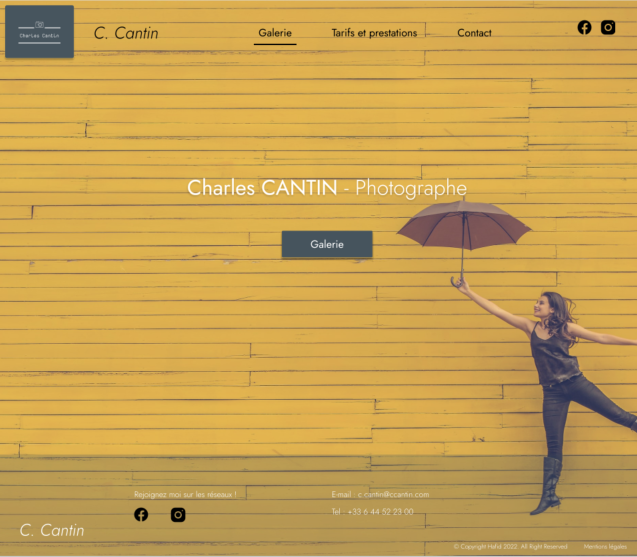 Charles Cantin
C. Cantin
Galerie
Tarifs et prestations
Contact
Charles CANTIN - Photographe
Galerie
Rejoignez moi sur les réseaux !
E-mail : c.cantin@ccantin.com
Tel : +33 6 44 52 23 00
C. Cantin
© Copyright Hafid 2022. All Right Reserved
Mentions légales